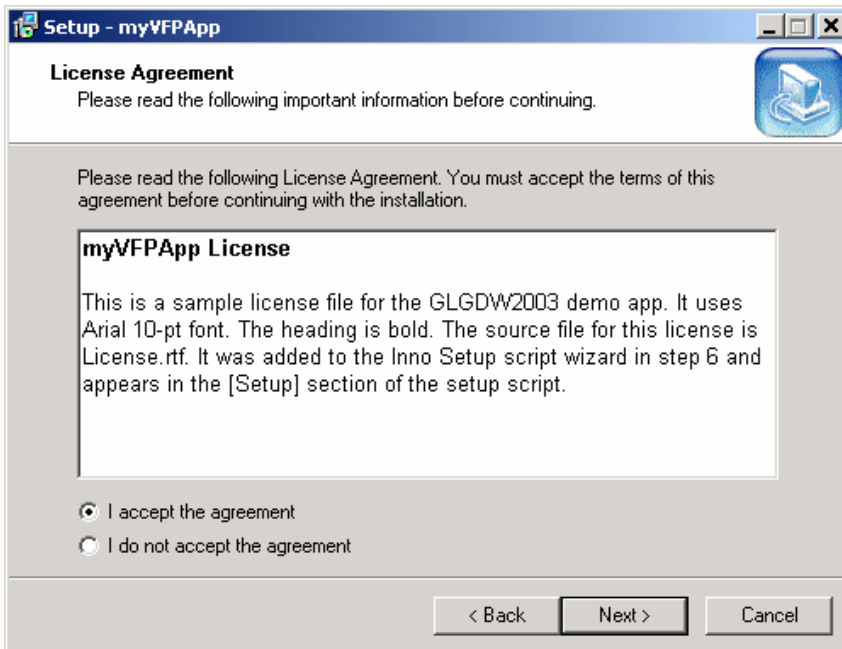 Setup - myVFPApp
License Agreement
Please read the following important information before continuing.
Please read the following License Agreement. You must accept the terms of this
agreement before continuing with the installation.
myVFPApp License
This is a sample license file for the GLGDW2003 demo app. It uses
Arial 10-pt font. The heading is bold. The source file for this license is
License.rtf. It was added to the Inno Setup script wizard in step 6 and
appears in the [Setup] section of the setup script.
I accept the agreement
I do not accept the agreement
< Back Next > Cancel